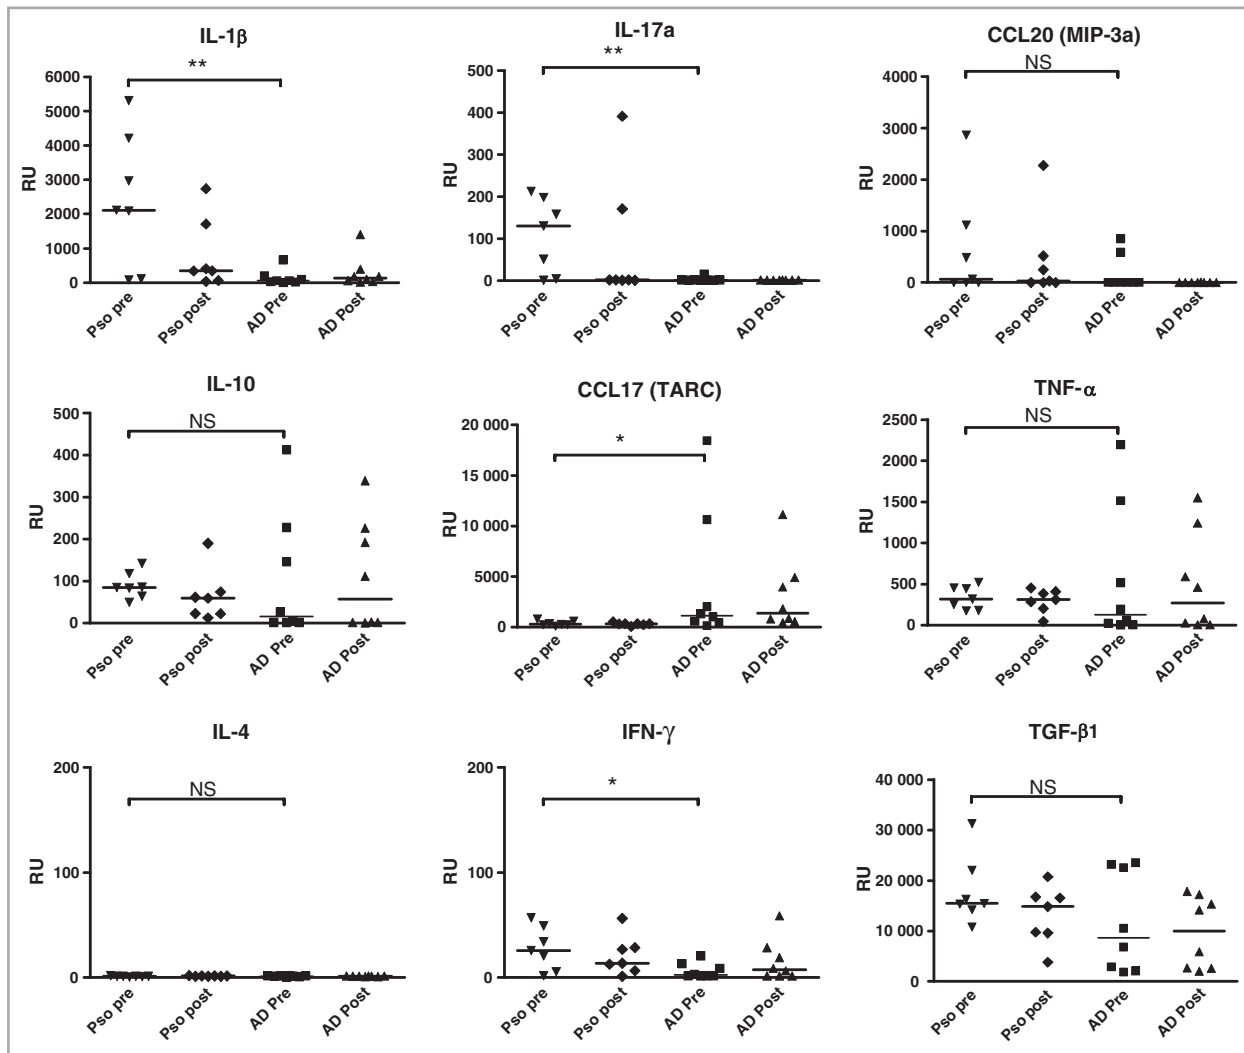 IL-1β
**
6000
5000
4000
3000
2000
1000
0
RU
Pso pre
Pso post
AD Pre
AD Post
IL-17a
**
500
400
300
200
100
0
RU
Pso pre
Pso post
AD Pre
AD Post
CCL20 (MIP-3a)
NS
4000
3000
2000
1000
0
RU
Pso pre
Pso post
AD Pre
AD Post
IL-10
NS
500
400
300
200
100
0
RU
Pso pre
Pso post
AD Pre
AD Post
CCL17 (TARC)
*
20 000
15 000
10 000
5000
0
RU
Pso pre
Pso post
AD Pre
AD Post
TNF-α
NS
2500
2000
1500
1000
500
0
RU
Pso pre
Pso post
AD Pre
AD Post
IL-4
NS
200
100
0
RU
Pso pre
Pso post
AD Pre
AD Post
IFN-γ
*
200
100
0
RU
Pso pre
Pso post
AD Pre
AD Post
TGF-β1
NS
40 000
30 000
20 000
10 000
0
RU
Pso pre
Pso post
AD Pre
AD Post